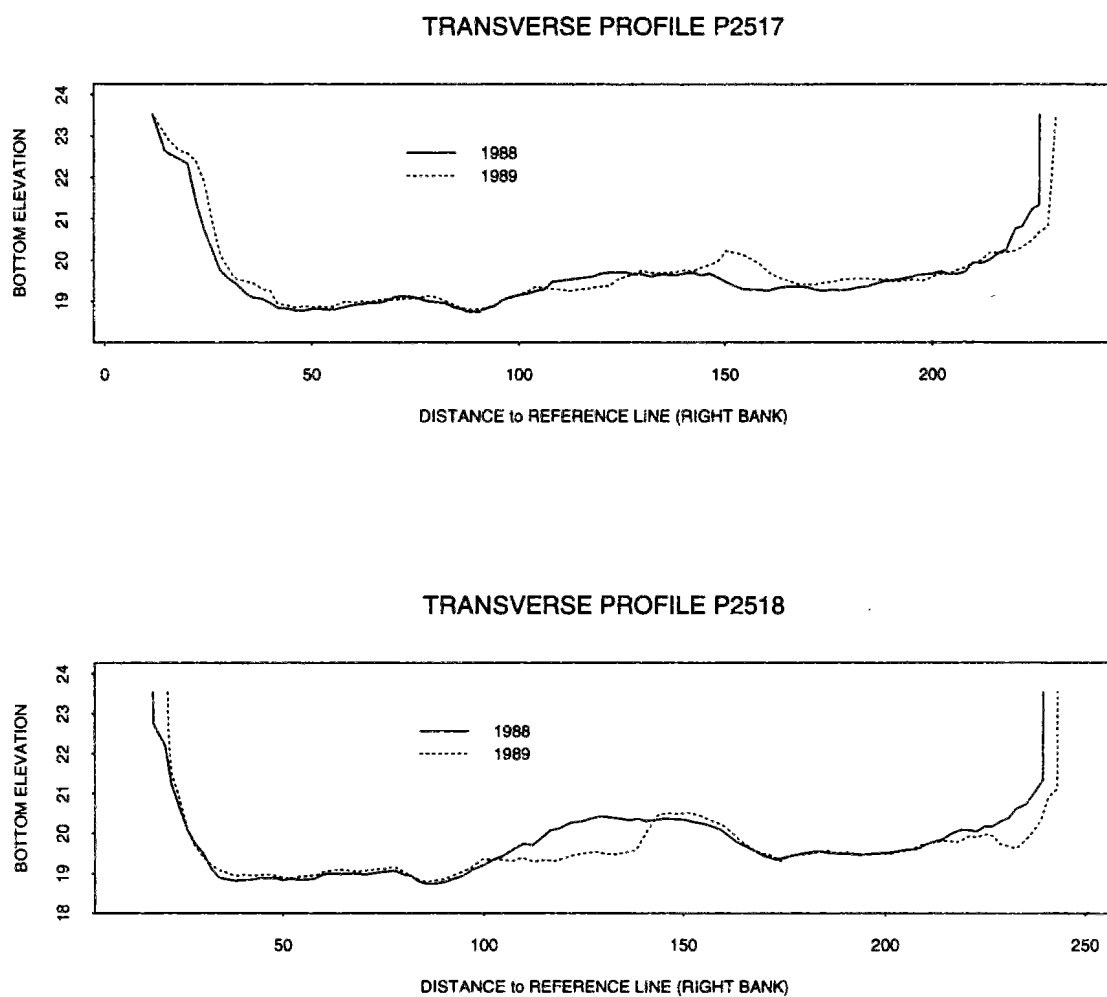 TRANSVERSE PROFILE P2517
BOTTOM ELEVATION
24
23
22
21
20
19
1988
1989
0 50 100 150 200
DISTANCE to REFERENCE LINE (RIGHT BANK)
TRANSVERSE PROFILE P2518
BOTTOM ELEVATION
24
23
22
21
20
19
18
1988
1989
50 100 150 200 250
DISTANCE to REFERENCE LINE (RIGHT BANK)